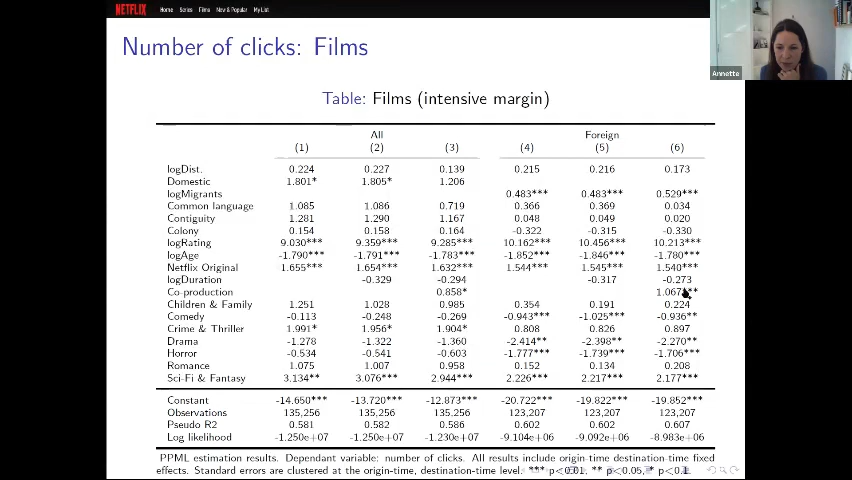 NETFLIX Home Series Films New & Popular My List
Annette
Number of clicks: Films
Table: Films (intensive margin)
All Foreign
(1) (2) (3) (4) (5) (6)
logDist. 0.224 0.227 0.139 0.215 0.216 0.173
Domestic 1.801* 1.805* 1.206
logMigrants 0.483*** 0.483*** 0.529***
Common language 1.085 1.086 0.719 0.366 0.369 0.034
Contiguity 1.281 1.290 1.167 0.048 0.049 0.020
Colony 0.154 0.158 0.164 -0.322 -0.315 -0.330
logRating 9.030*** 9.359*** 9.285*** 10.162*** 10.456*** 10.213***
logAge -1.790*** -1.791*** -1.783*** -1.852*** -1.846*** -1.780***
Netflix Original 1.655*** 1.654*** 1.632*** 1.544*** 1.545*** 1.540***
logDuration -0.329 -0.294 -0.317 -0.273
Co-production 0.858* 1.067***
Children & Family 1.251 1.028 0.985 0.354 0.191 0.224
Comedy -0.113 -0.248 -0.269 -0.943*** -1.025*** -0.936**
Crime & Thriller 1.991* 1.956* 1.904* 0.808 0.826 0.897
Drama -1.278 -1.322 -1.360 -2.414** -2.398** -2.270**
Horror -0.534 -0.541 -0.603 -1.777*** -1.739*** -1.706***
Romance 1.075 1.007 0.958 0.152 0.134 0.208
Sci-Fi & Fantasy 3.134** 3.076*** 2.944*** 2.226*** 2.217*** 2.177***
Constant -14.650*** -13.720*** -12.873*** -20.722*** -19.822*** -19.852***
Observations 135,256 135,256 135,256 123,207 123,207 123,207
Pseudo R2 0.581 0.582 0.586 0.602 0.602 0.607
Log likelihood -1.250e+07 -1.250e+07 -1.230e+07 -9.104e+06 -9.092e+06 -8.983e+06
PPML estimation results. Dependant variable: number of clicks. All results include origin-time destination-time fixed
effects. Standard errors are clustered at the origin-time, destination-time level. *** p<0.01, ** p<0.05, * p<0.1